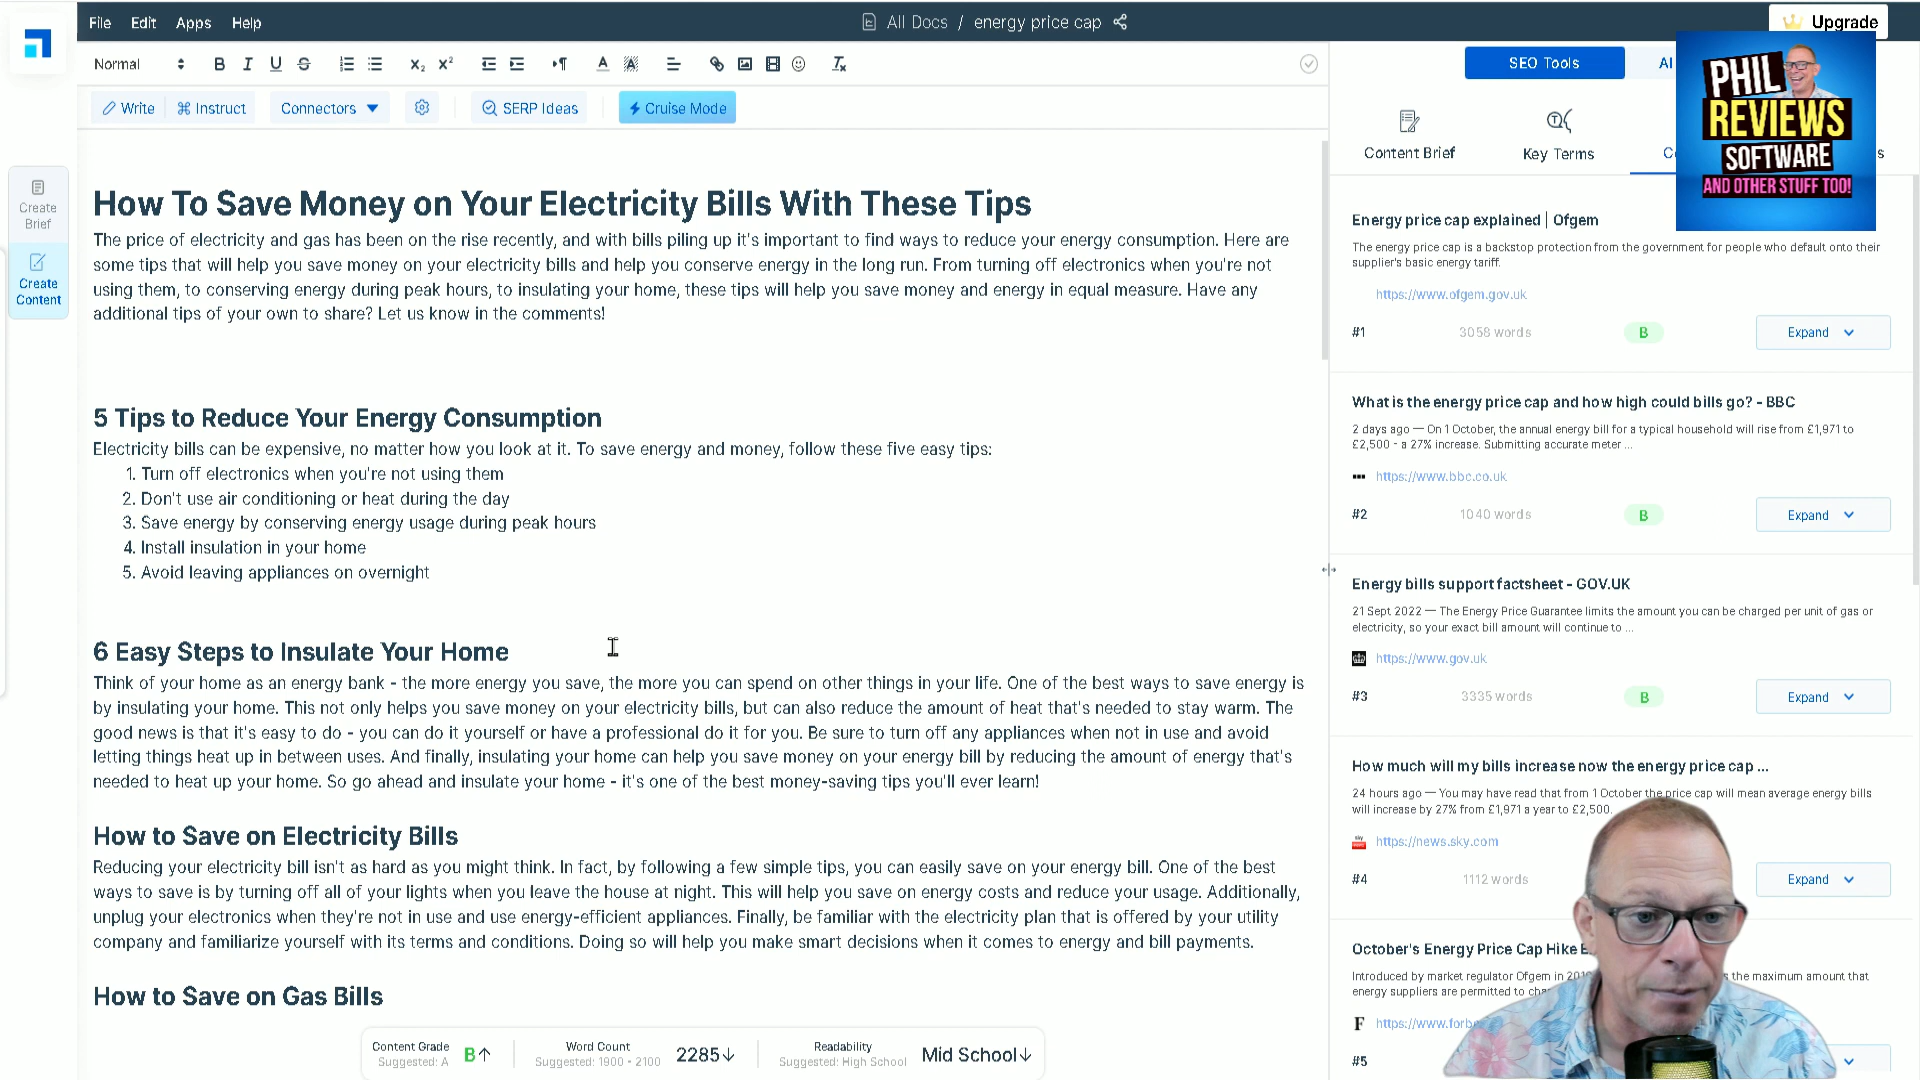 File Edit Apps Help
All Docs / energy price cap
Upgrade
Normal
B I U S
Write
Instruct
Connectors
SERP Ideas
Cruise Mode
SEO Tools
AI
Content Brief
Key Terms
PHIL
REVIEWS
SOFTWARE
AND OTHER STUFF TOO!
Create
Brief
Create
Content
How To Save Money on Your Electricity Bills With These Tips
The price of electricity and gas has been on the rise recently, and with bills piling up it's important to find ways to reduce your energy consumption. Here are
some tips that will help you save money on your electricity bills and help you conserve energy in the long run. From turning off electronics when you're not
using them, to conserving energy during peak hours, to insulating your home, these tips will help you save money and energy in equal measure. Have any
additional tips of your own to share? Let us know in the comments!
5 Tips to Reduce Your Energy Consumption
Electricity bills can be expensive, no matter how you look at it. To save energy and money, follow these five easy tips:
1. Turn off electronics when you're not using them
2. Don't use air conditioning or heat during the day
3. Save energy by conserving energy usage during peak hours
4. Install insulation in your home
5. Avoid leaving appliances on overnight
6 Easy Steps to Insulate Your Home
Think of your home as an energy bank - the more energy you save, the more you can spend on other things in your life. One of the best ways to save energy is
by insulating your home. This not only helps you save money on your electricity bills, but can also reduce the amount of heat that's needed to stay warm. The
good news is that it's easy to do - you can do it yourself or have a professional do it for you. Be sure to turn off any appliances when not in use and avoid
letting things heat up in between uses. And finally, insulating your home can help you save money on your energy bill by reducing the amount of energy that's
needed to heat up your home. So go ahead and insulate your home - it's one of the best money-saving tips you'll ever learn!
How to Save on Electricity Bills
Reducing your electricity bill isn't as hard as you might think. In fact, by following a few simple tips, you can easily save on your energy bill. One of the best
ways to save is by turning off all of your lights when you leave the house at night. This will help you save on energy costs and reduce your usage. Additionally,
unplug your electronics when they're not in use and use energy-efficient appliances. Finally, be familiar with the electricity plan that is offered by your utility
company and familiarize yourself with its terms and conditions. Doing so will help you make smart decisions when it comes to energy and bill payments.
How to Save on Gas Bills
Content Grade
Suggested: A
B↑
Word Count
Suggested: 1900 - 2100
2285↓
Readability
Suggested: High School
Mid School↓
Energy price cap explained | Ofgem
The energy price cap is a backstop protection from the government for people who default onto their
supplier's basic energy tariff.
https://www.ofgem.gov.uk
#1 3058 words B Expand
What is the energy price cap and how high could bills go? - BBC
2 days ago — On 1 October, the annual energy bill for a typical household will rise from £1,971 to
£2,500 - a 27% increase. Submitting accurate meter ...
https://www.bbc.co.uk
#2 1040 words B Expand
Energy bills support factsheet - GOV.UK
21 Sept 2022 — The Energy Price Guarantee limits the amount you can be charged per unit of gas or
electricity, so your exact bill amount will continue to ...
https://www.gov.uk
#3 3335 words B Expand
How much will my bills increase now the energy price cap ...
24 hours ago — You may have read that from 1 October the price cap will mean average energy bills
will increase by 27% from £1,971 a year to £2,500.
https://news.sky.com
#4 1112 words Expand
October's Energy Price Cap Hike
Introduced by market regulator Ofgem in the maximum amount that
energy suppliers are permitted to
F https://www.forb
#5